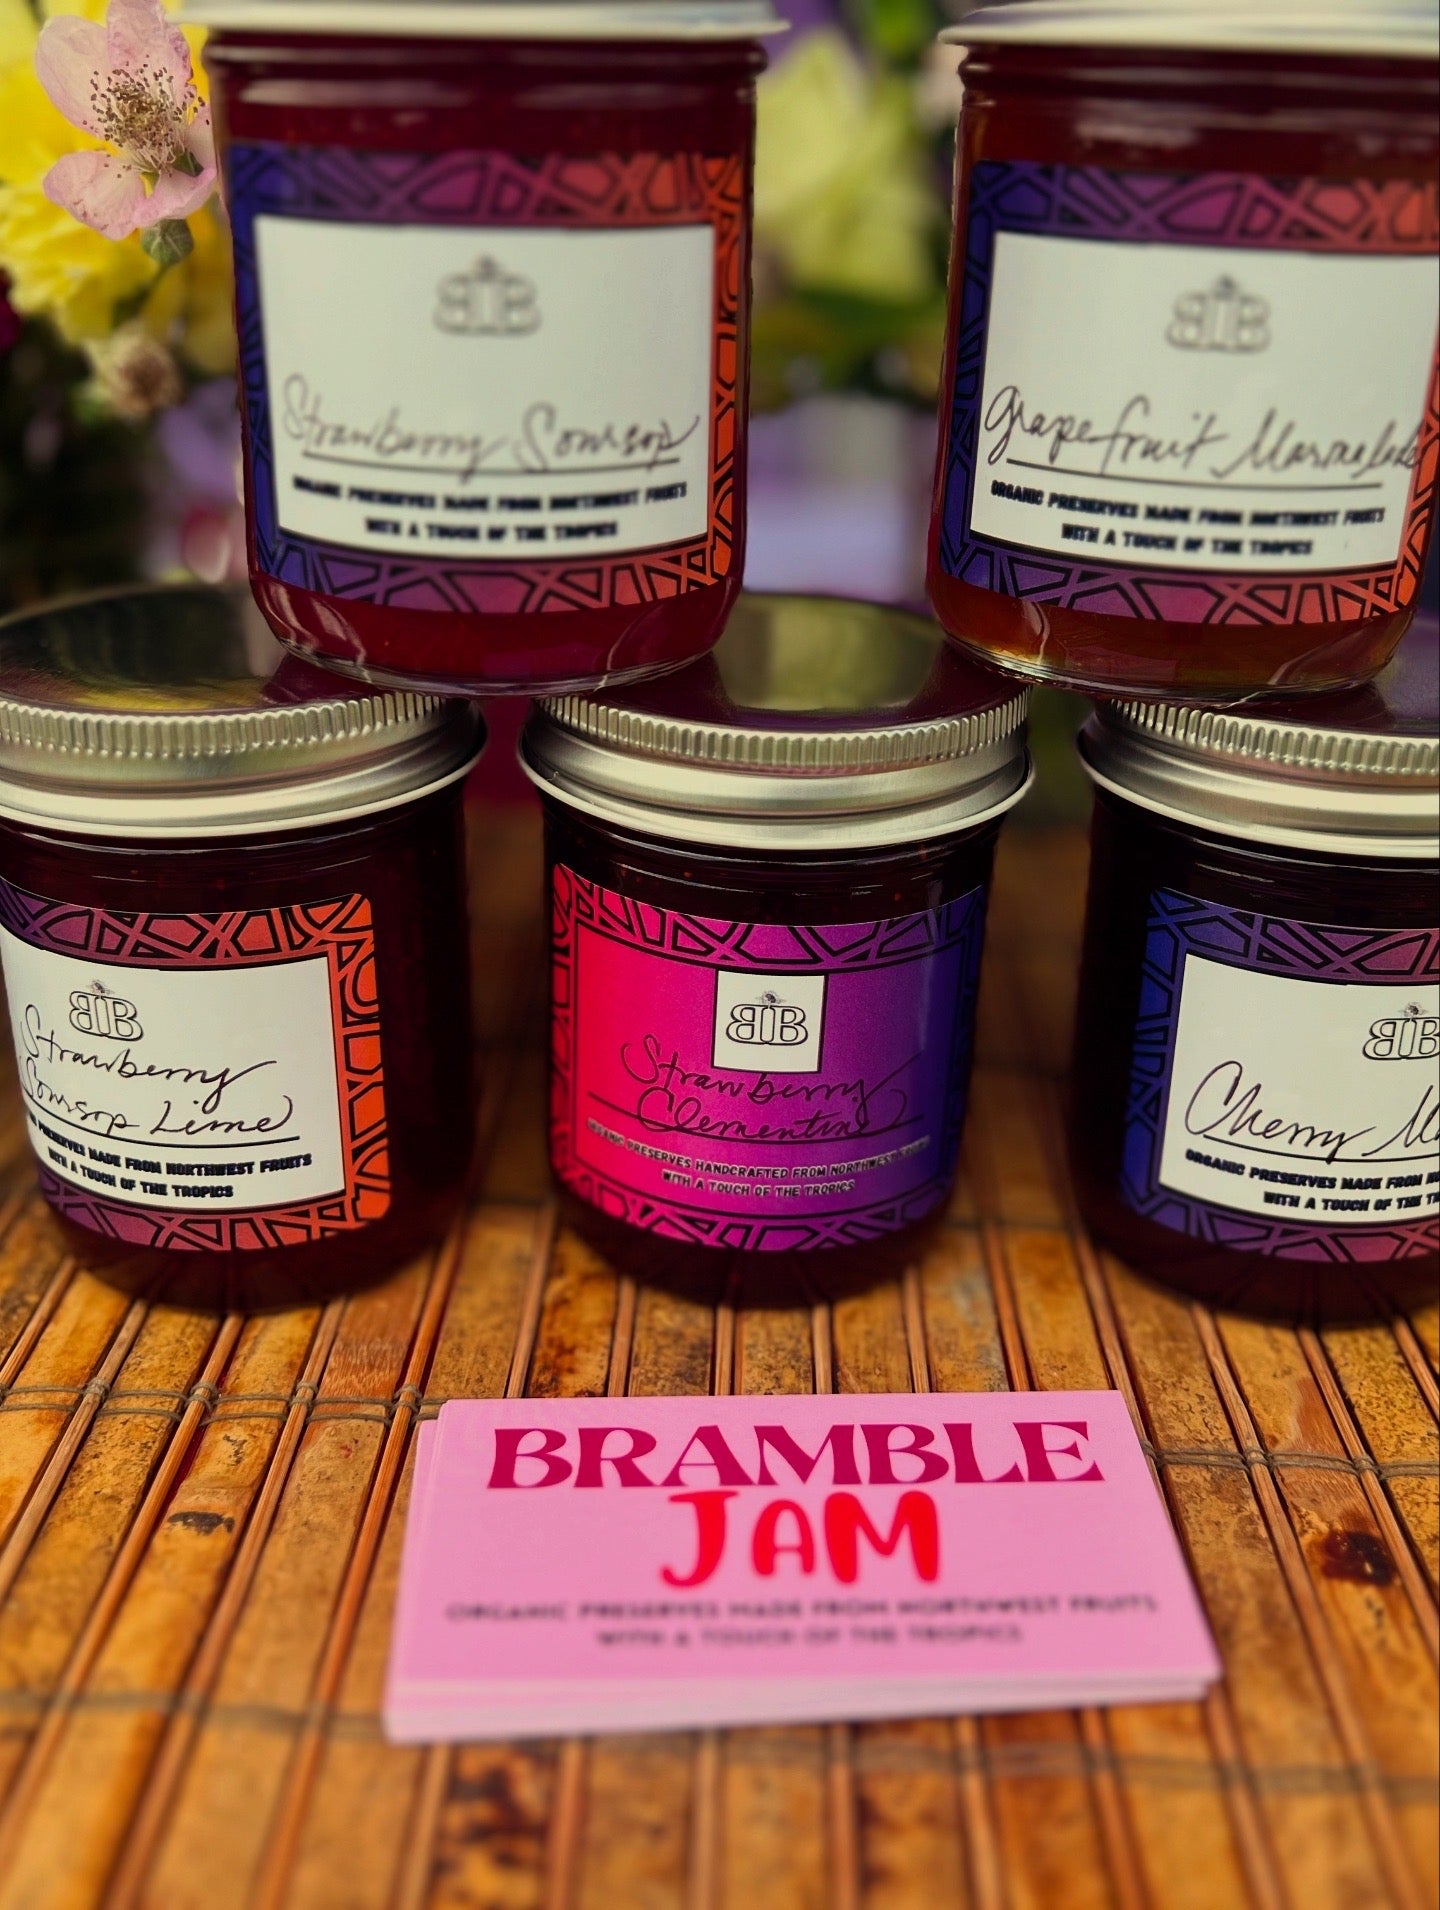 Strawberry Soursop
ORGANIC PRESERVES MADE FROM NORTHWEST FRUITS
WITH A TOUCH OF THE TROPICS
Grapefruit Marmalade
ORGANIC PRESERVES MADE FROM NORTHWEST FRUITS
WITH A TOUCH OF THE TROPICS
BB
Strawberry
Soursop Lime
PRESERVES MADE FROM NORTHWEST FRUITS
WITH A TOUCH OF THE TROPICS
BB
Strawberry
Clementine
ORGANIC PRESERVES HANDCRAFTED FROM NORTHWEST FRUITS
WITH A TOUCH OF THE TROPICS
BB
Cherry
ORGANIC PRESERVES MADE FROM
WITH A TOUCH OF THE
BRAMBLE
JAM
ORGANIC PRESERVES MADE FROM NORTHWEST FRUITS
WITH A TOUCH OF THE TROPICS